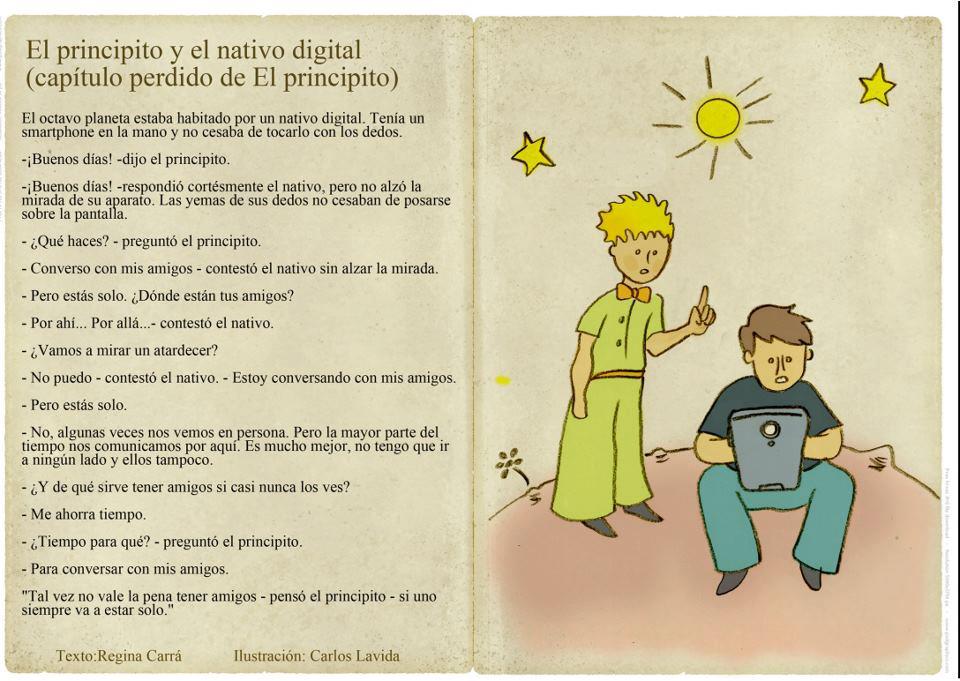 El principito y el nativo digital
(capítulo perdido de El principito)
El octavo planeta estaba habitado por un nativo digital. Tenía un
smartphone en la mano y no cesaba de tocarlo con los dedos.
-¡Buenos días! -dijo el principito.
-¡Buenos días! -respondió cortésmente el nativo, pero no alzó la
mirada de su aparato. Las yemas de sus dedos no cesaban de posarse
sobre la pantalla.
- ¿Qué haces? - preguntó el principito.
- Converso con mis amigos - contestó el nativo sin alzar la mirada.
- Pero estás solo. ¿Dónde están tus amigos?
- Por ahí... Por allá...- contestó el nativo.
- ¿Vamos a mirar un atardecer?
- No puedo - contestó el nativo. - Estoy conversando con mis amigos.
- Pero estás solo.
- No, algunas veces nos vemos en persona. Pero la mayor parte del
tiempo nos comunicamos por aquí. Es mucho mejor, no tengo que ir
a ningún lado y ellos tampoco.
- ¿Y de qué sirve tener amigos si casi nunca los ves?
- Me ahorra tiempo.
- ¿Tiempo para qué? - preguntó el principito.
- Para conversar con mis amigos.
"Tal vez no vale la pena tener amigos - pensó el principito - si uno
siempre va a estar solo."
Texto:Regina Carrá Ilustración: Carlos Lavida